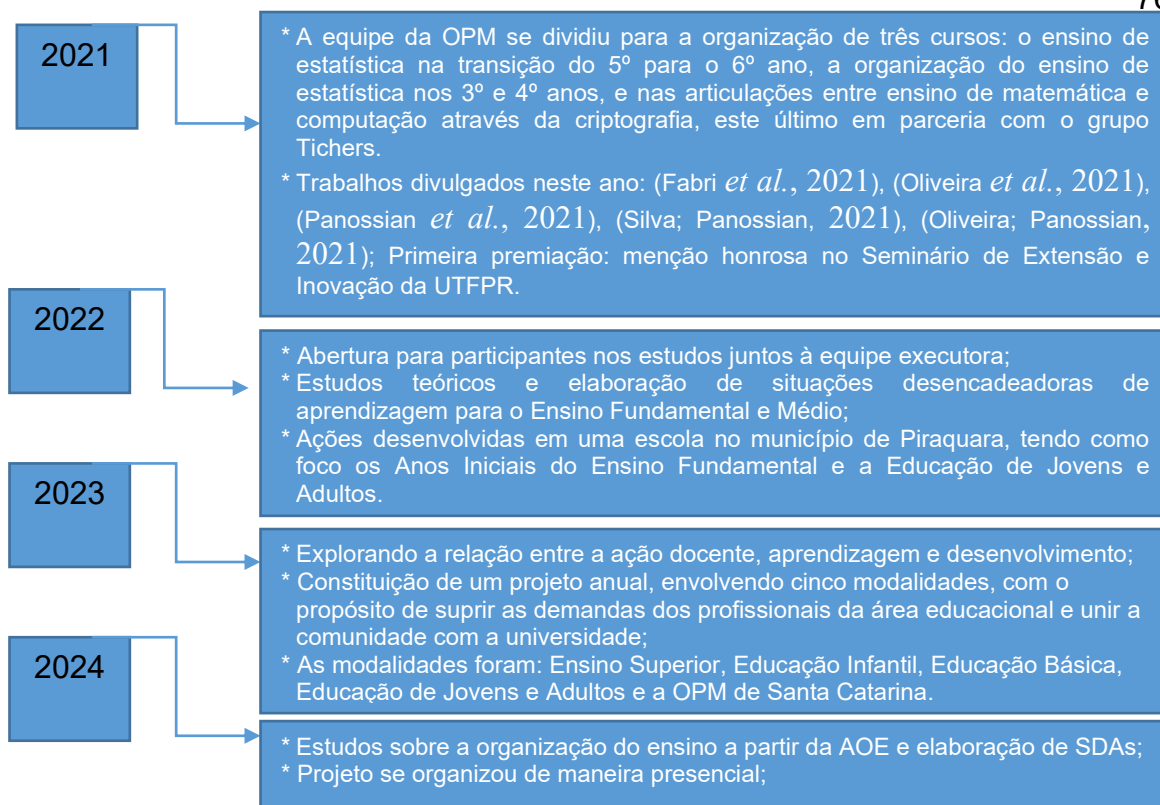 2021
* A equipe da OPM se dividiu para a organização de três cursos: o ensino de
estatística na transição do 5º para o 6º ano, a organização do ensino de
estatística nos 3º e 4º anos, e nas articulações entre ensino de matemática e
computação através da criptografia, este último em parceria com o grupo
Tichers.
* Trabalhos divulgados neste ano: (Fabri et al., 2021), (Oliveira et al., 2021),
(Panossian et al., 2021), (Silva; Panossian, 2021), (Oliveira; Panossian,
2021); Primeira premiação: menção honrosa no Seminário de Extensão e
Inovação da UTFPR.
2022
* Abertura para participantes nos estudos juntos à equipe executora;
* Estudos teóricos e elaboração de situações desencadeadoras de
aprendizagem para o Ensino Fundamental e Médio;
* Ações desenvolvidas em uma escola no município de Piraquara, tendo como
foco os Anos Iniciais do Ensino Fundamental e a Educação de Jovens e
Adultos.
2023
* Explorando a relação entre a ação docente, aprendizagem e desenvolvimento;
* Constituição de um projeto anual, envolvendo cinco modalidades, com o
propósito de suprir as demandas dos profissionais da área educacional e unir a
comunidade com a universidade;
* As modalidades foram: Ensino Superior, Educação Infantil, Educação Básica,
Educação de Jovens e Adultos e a OPM de Santa Catarina.
2024
* Estudos sobre a organização do ensino a partir da AOE e elaboração de SDAs;
* Projeto se organizou de maneira presencial;